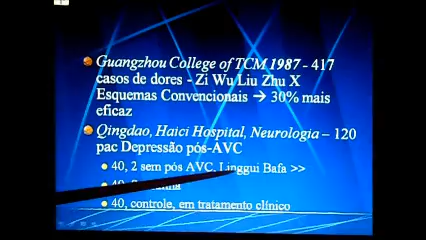 Guangzhou College of TCM 1987 - 417
casos de dores - Zi Wu Liu Zhu X
Esquemas Convencionais → 30% mais
eficaz
Qingdao, Haici Hospital, Neurologia – 120
pac Depressão pós-AVC
40, 2 sem pós AVC, Linggui Bafa >>
40,
40, controle, em tratamento clínico